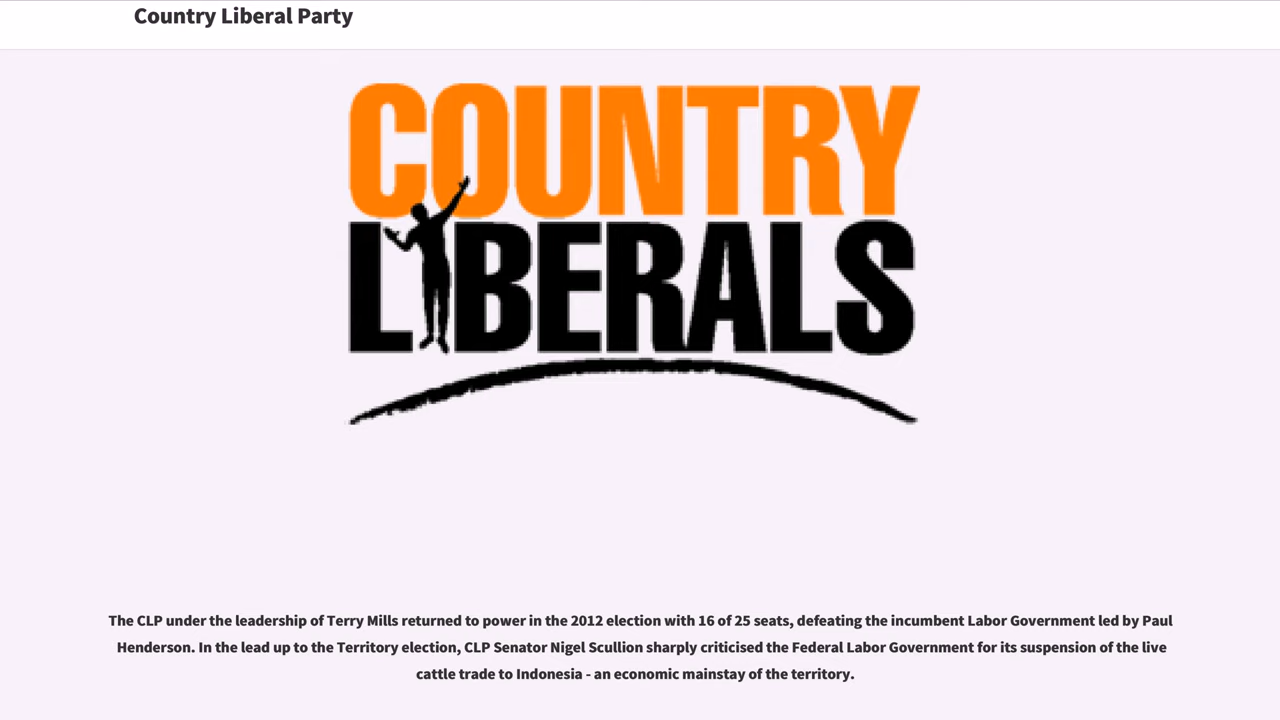 Country Liberal Party
COUNTRY
LIBERALS
The CLP under the leadership of Terry Mills returned to power in the 2012 election with 16 of 25 seats, defeating the incumbent Labor Government led by Paul
Henderson. In the lead up to the Territory election, CLP Senator Nigel Scullion sharply criticised the Federal Labor Government for its suspension of the live
cattle trade to Indonesia - an economic mainstay of the territory.